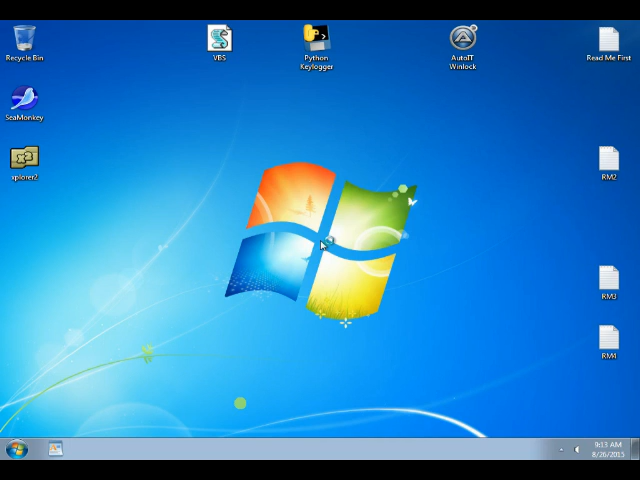 Recycle Bin
VBS
Python
Keylogger
AutoIT
Winlock
Read Me First
SeaMonkey
xplorer2
RM2
RM3
RM4
9:13 AM
8/26/2015